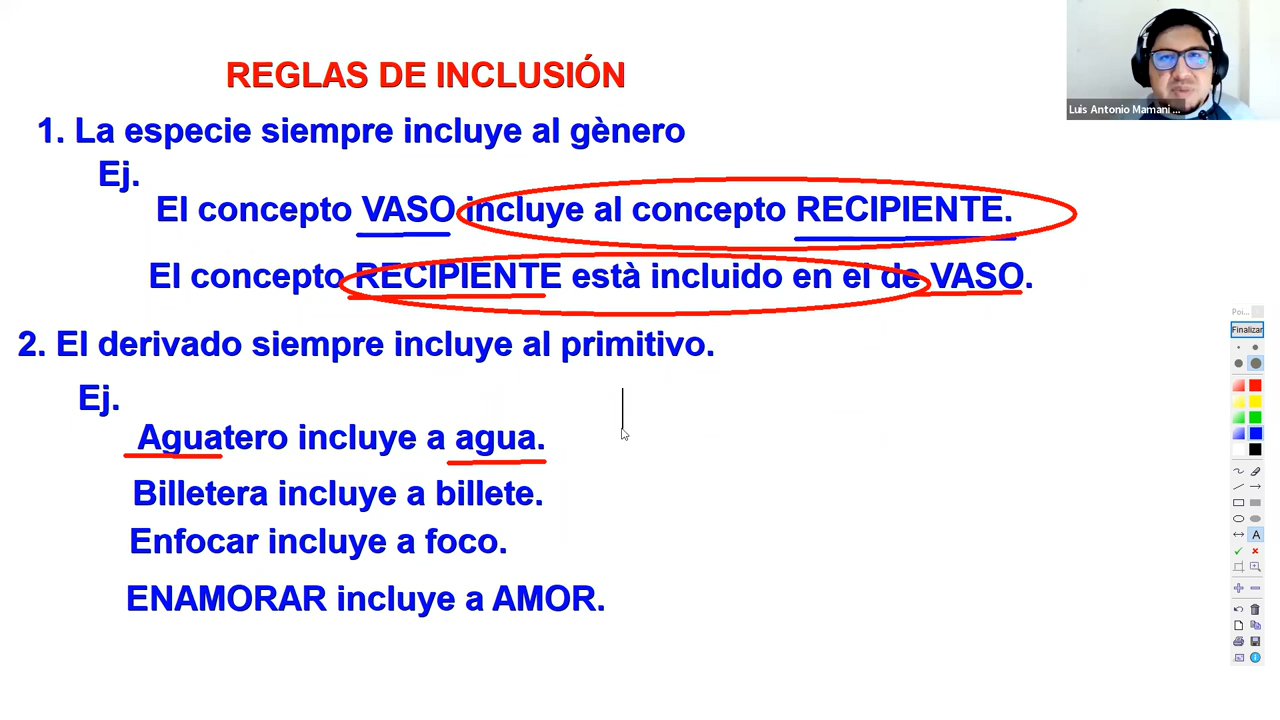 REGLAS DE INCLUSIÓN
Luis Antonio Mamani ...
1. La especie siempre incluye al gènero
Ej.
El concepto VASO incluye al concepto RECIPIENTE.
El concepto RECIPIENTE està incluido en el de VASO.
2. El derivado siempre incluye al primitivo.
Ej.
Aguatero incluye a agua.
Billetera incluye a billete.
Enfocar incluye a foco.
ENAMORAR incluye a AMOR.
Poi...
Finalizar
A